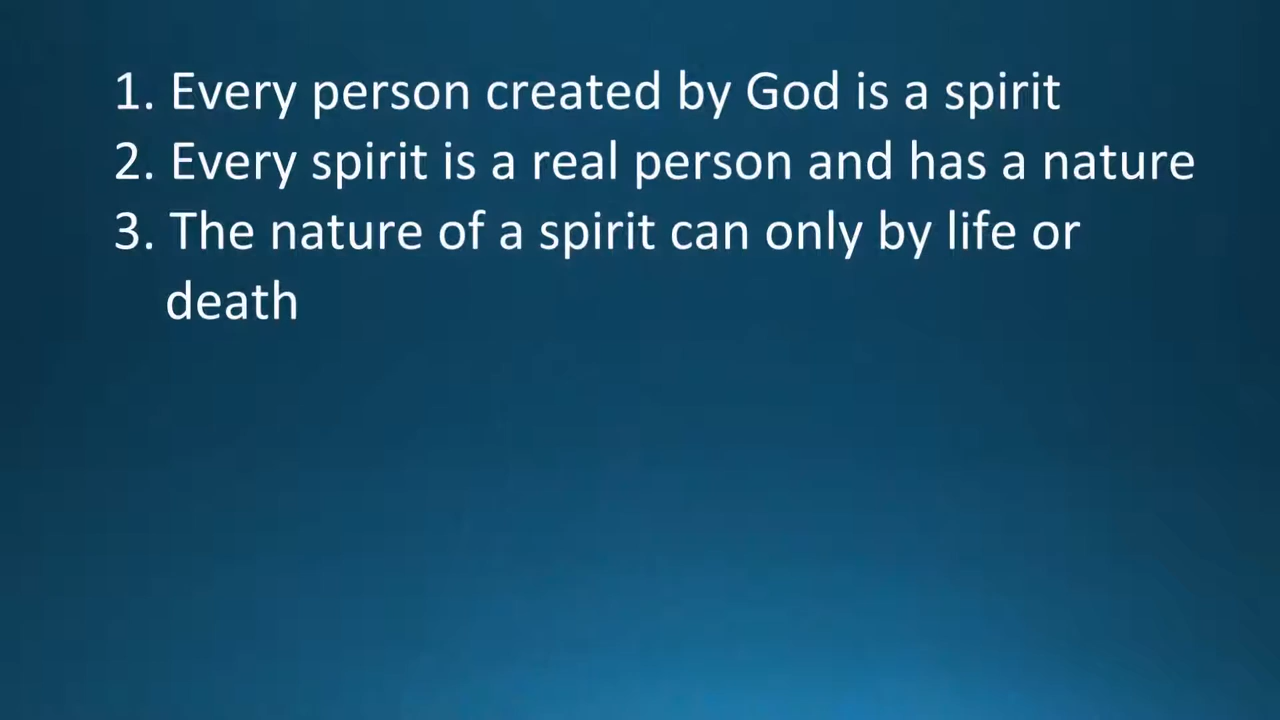 1. Every person created by God is a spirit
2. Every spirit is a real person and has a nature
3. The nature of a spirit can only by life or
death